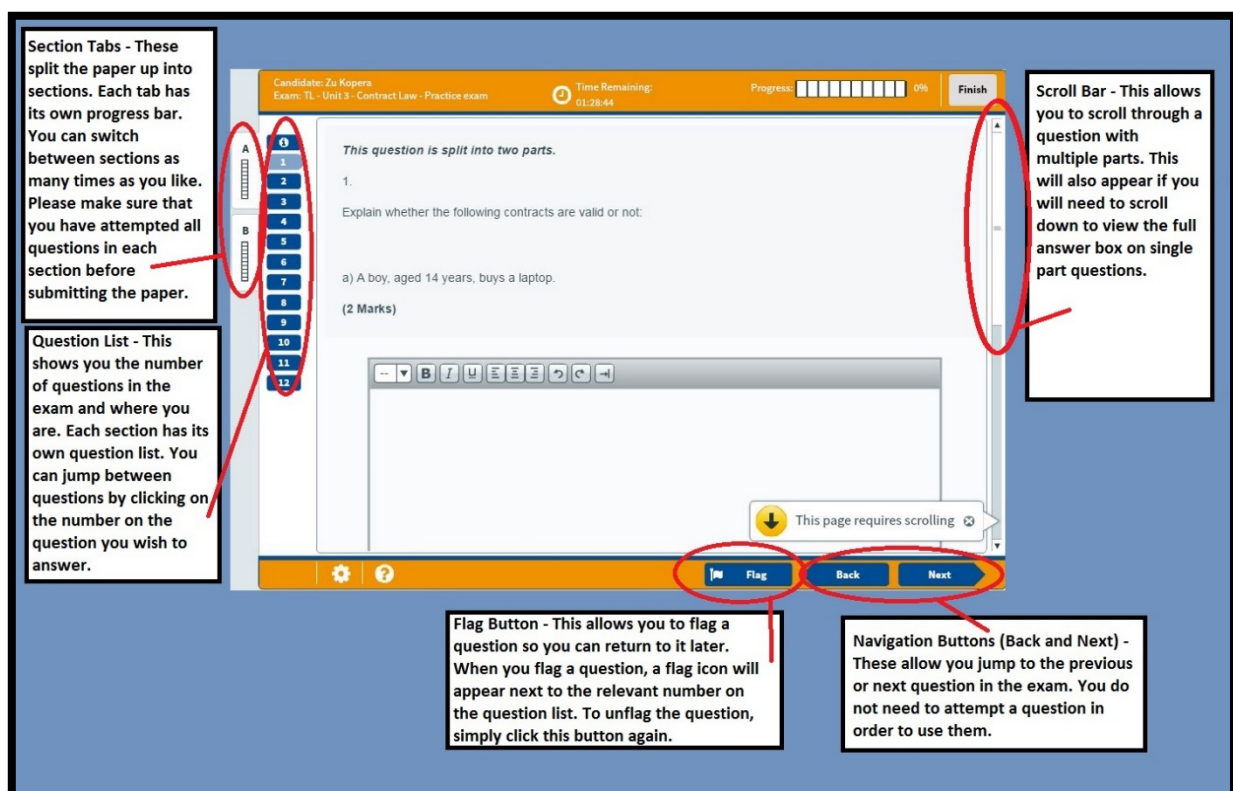 Section Tabs - These
split the paper up into
sections. Each tab has
its own progress bar.
You can switch
between sections as
many times as you like.
Please make sure that
you have attempted all
questions in each
section before
submitting the paper.
Question List - This
shows you the number
of questions in the
exam and where you
are. Each section has its
own question list. You
can jump between
questions by clicking on
the number on the
question you wish to
answer.
Candidate: Zu Kopera
Exam: TL - Unit 3 - Contract Law - Practice exam
Time Remaining:
01:28:44
Progress:
0%
Finish
A
B
1
2
3
4
5
6
7
8
9
10
11
12
This question is split into two parts.
1.
Explain whether the following contracts are valid or not:
a) A boy, aged 14 years, buys a laptop.
(2 Marks)
-- B I U
This page requires scrolling
?
Flag
Back
Next
Scroll Bar - This allows
you to scroll through a
question with
multiple parts. This
will also appear if you
will need to scroll
down to view the full
answer box on single
part questions.
Flag Button - This allows you to flag a
question so you can return to it later.
When you flag a question, a flag icon will
appear next to the relevant number on
the question list. To unflag the question,
simply click this button again.
Navigation Buttons (Back and Next) -
These allow you jump to the previous
or next question in the exam. You do
not need to attempt a question in
order to use them.